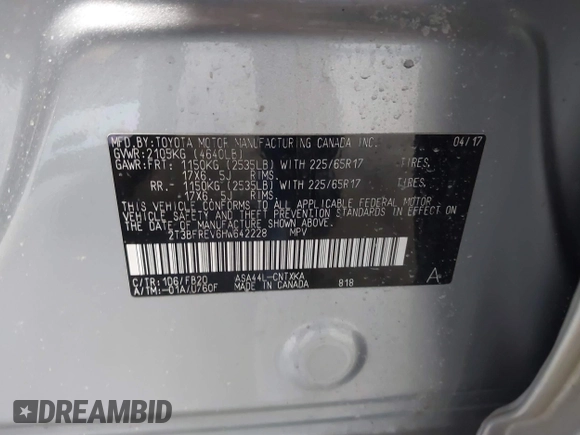 MFD.BY:TOYOTA MOTOR MANUFACTURING CANADA INC. 04/17
GVWR:2105KG (4640LB)
GAWR:FRT: 1150KG (2535LB) WITH 225/65R17 TIRES,
17X6.5J RIMS.
RR.- 1150KG (2535LB) WITH 225/65R17 TIRES,
17X6.5J RIMS.
THIS VEHICLE CONFORMS TO ALL APPLICABLE FEDERAL MOTOR
VEHICLE SAFETY AND THEFT PREVENTION STANDARDS IN EFFECT
ON THE DATE OF MANUFACTURE SHOWN ABOVE.
2T3BFREV6HW642228 MPV
C/TR:1D6/FB20 ASA44L-CNTXKA
A/TM:-01A/U760F MADE IN CANADA 818 A
DREAMBID